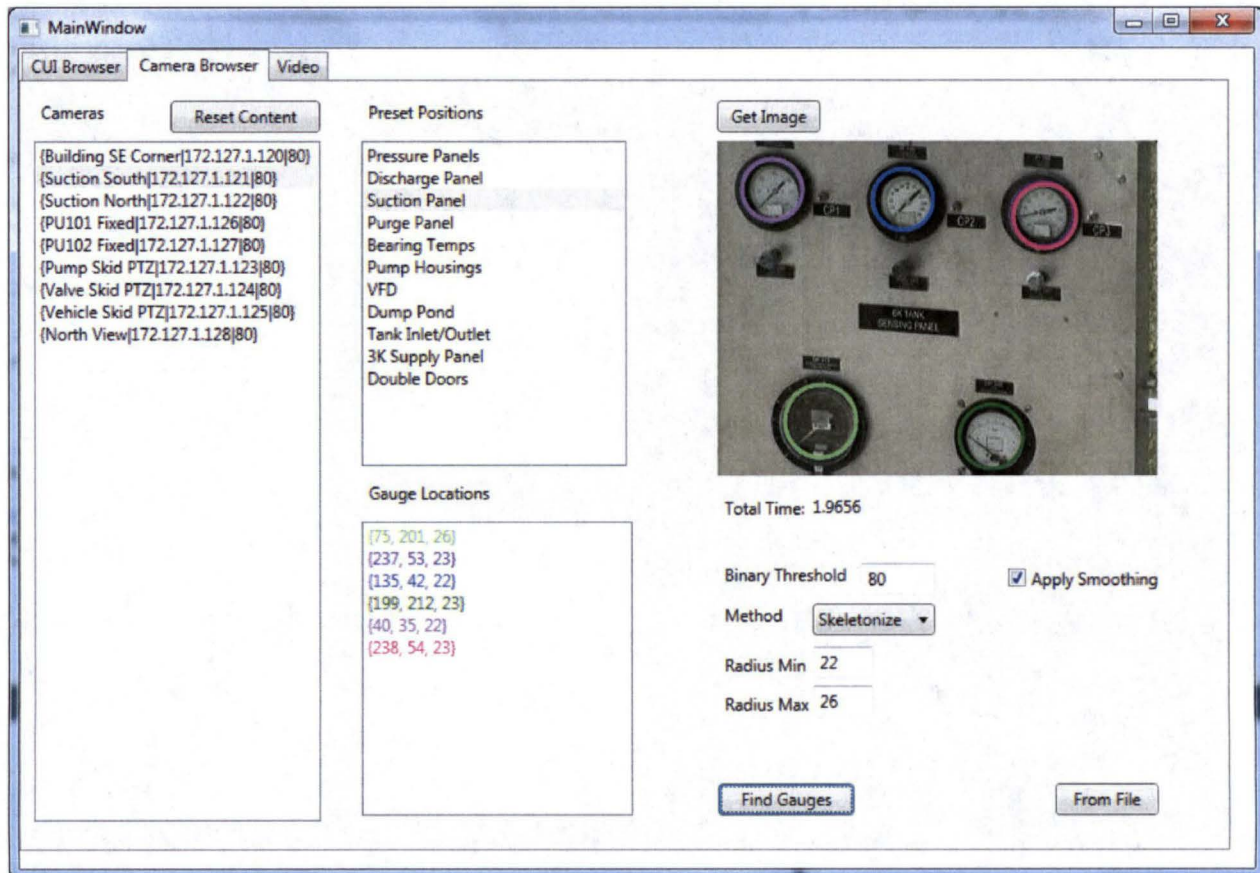 MainWindow
CUI Browser Camera Browser Video
Cameras
Reset Content
{Building SE Corner|172.127.1.120|80}
{Suction South|172.127.1.121|80}
{Suction North|172.127.1.122|80}
{PU101 Fixed|172.127.1.126|80}
{PU102 Fixed|172.127.1.127|80}
{Pump Skid PTZ|172.127.1.123|80}
{Valve Skid PTZ|172.127.1.124|80}
{Vehicle Skid PTZ|172.127.1.125|80}
{North View|172.127.1.128|80}
Preset Positions
Pressure Panels
Discharge Panel
Suction Panel
Purge Panel
Bearing Temps
Pump Housings
VFD
Dump Pond
Tank Inlet/Outlet
3K Supply Panel
Double Doors
Gauge Locations
{75, 201, 26}
{237, 53, 23}
{135, 42, 22}
{199, 212, 23}
{40, 35, 22}
{238, 54, 23}
Get Image
CP1
CP2
CP3
6K TANK
SENSING PANEL
Total Time: 1.9656
Binary Threshold 80
Apply Smoothing
Method Skeletonize
Radius Min 22
Radius Max 26
Find Gauges
From File